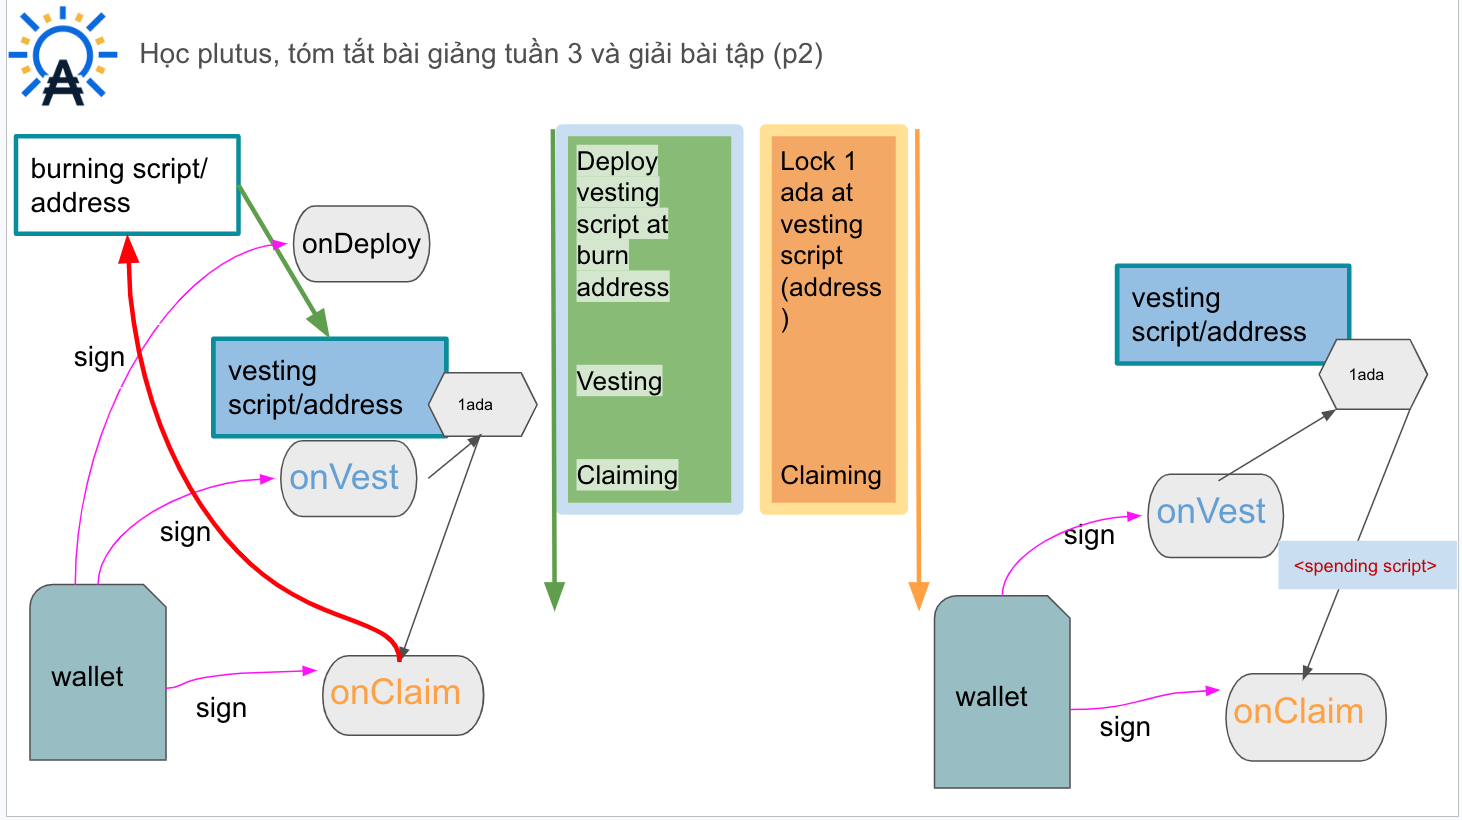 Học plutus, tóm tắt bài giảng tuần 3 và giải bài tập (p2)
burning script/
address
onDeploy
sign
vesting
script/address
1ada
onVest
sign
wallet
sign
onClaim
Deploy
vesting
script at
burn
address
Vesting
Claiming
Lock 1
ada at
vesting
script
(address
)
Claiming
vesting
script/address
1ada
onVest
sign
<spending script>
wallet
sign
onClaim